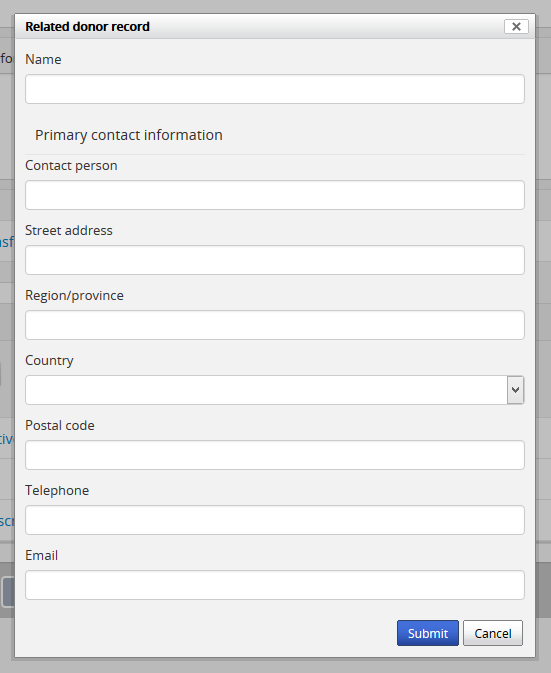 Related donor record
Name
Primary contact information
Contact person
Street address
Region/province
Country
Postal code
Telephone
Email
Submit
Cancel